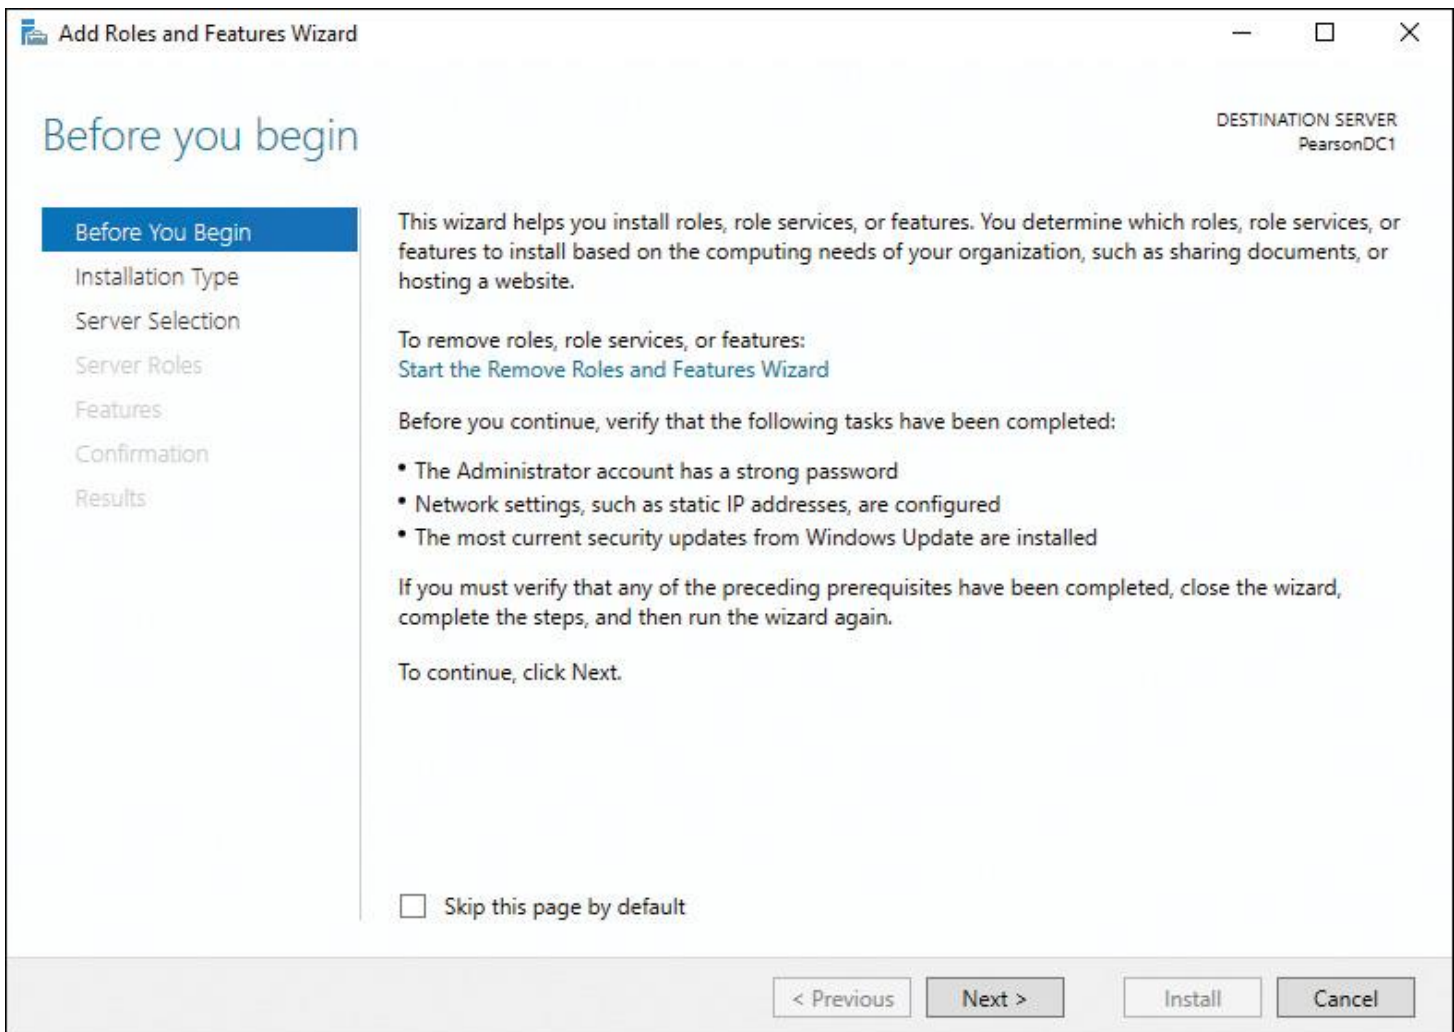 Add Roles and Features Wizard
Before you begin
DESTINATION SERVER
PearsonDC1
Before You Begin
Installation Type
Server Selection
Server Roles
Features
Confirmation
Results
This wizard helps you install roles, role services, or features. You determine which roles, role services, or
features to install based on the computing needs of your organization, such as sharing documents, or
hosting a website.
To remove roles, role services, or features:
Start the Remove Roles and Features Wizard
Before you continue, verify that the following tasks have been completed:
• The Administrator account has a strong password
• Network settings, such as static IP addresses, are configured
• The most current security updates from Windows Update are installed
If you must verify that any of the preceding prerequisites have been completed, close the wizard,
complete the steps, and then run the wizard again.
To continue, click Next.
Skip this page by default
< Previous
Next >
Install
Cancel